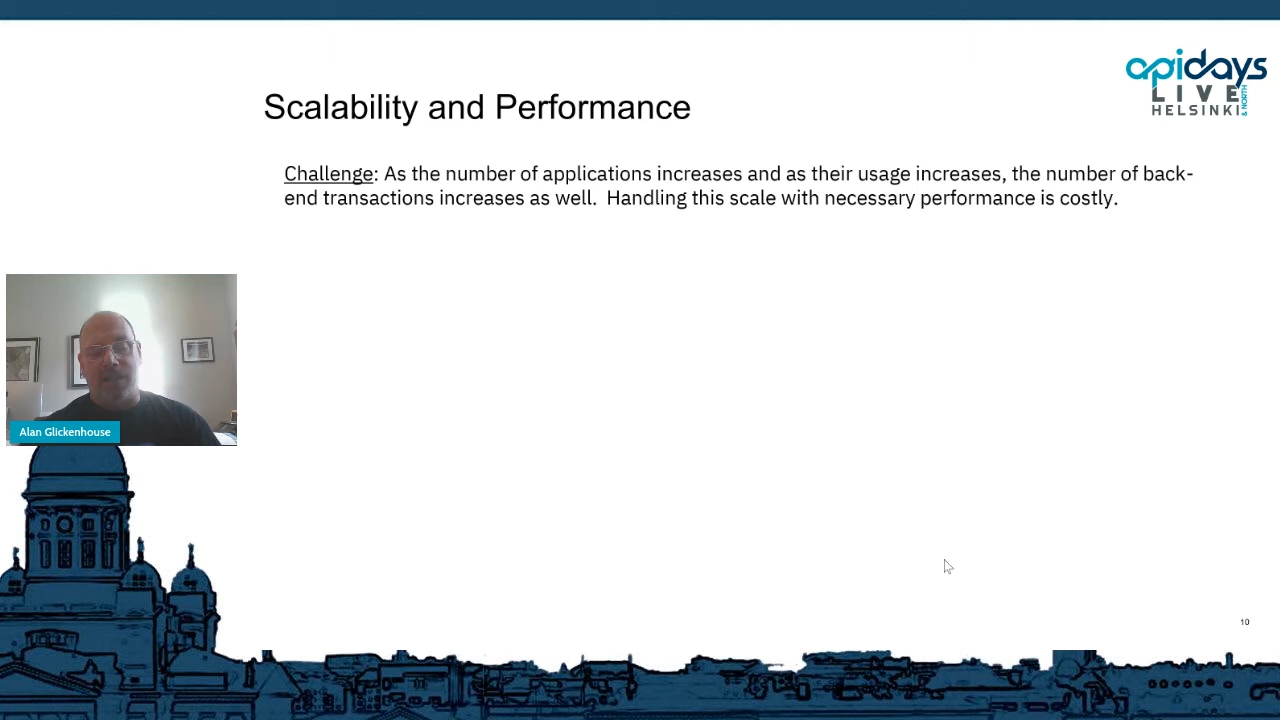 apidays
LIVE
HELSINKI
& NORTH
Scalability and Performance
Challenge: As the number of applications increases and as their usage increases, the number of back-
end transactions increases as well.  Handling this scale with necessary performance is costly.
Alan Glickenhouse
10